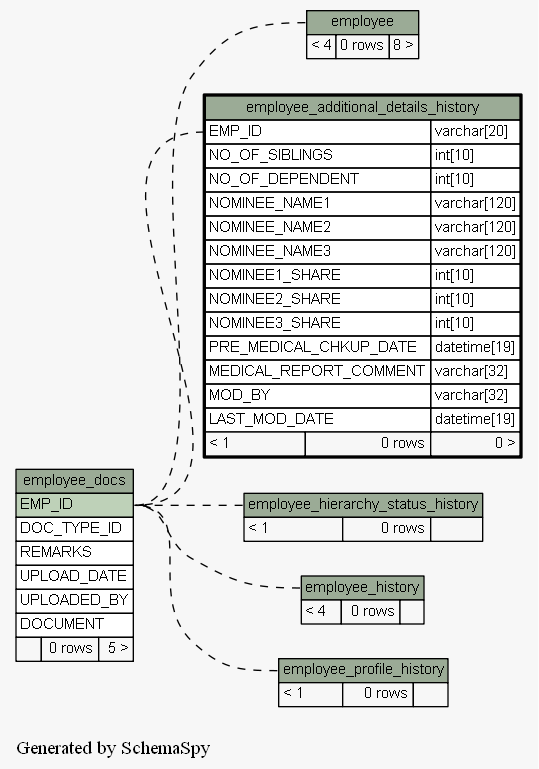 employee
< 4 0 rows 8 >
employee_additional_details_history
EMP_ID varchar[20]
NO_OF_SIBLINGS int[10]
NO_OF_DEPENDENT int[10]
NOMINEE_NAME1 varchar[120]
NOMINEE_NAME2 varchar[120]
NOMINEE_NAME3 varchar[120]
NOMINEE1_SHARE int[10]
NOMINEE2_SHARE int[10]
NOMINEE3_SHARE int[10]
PRE_MEDICAL_CHKUP_DATE datetime[19]
MEDICAL_REPORT_COMMENT varchar[32]
MOD_BY varchar[32]
LAST_MOD_DATE datetime[19]
< 1 0 rows 0 >
employee_docs
EMP_ID
DOC_TYPE_ID
REMARKS
UPLOAD_DATE
UPLOADED_BY
DOCUMENT
0 rows 5 >
employee_hierarchy_status_history
< 1 0 rows
employee_history
< 4 0 rows
employee_profile_history
< 1 0 rows
Generated by SchemaSpy